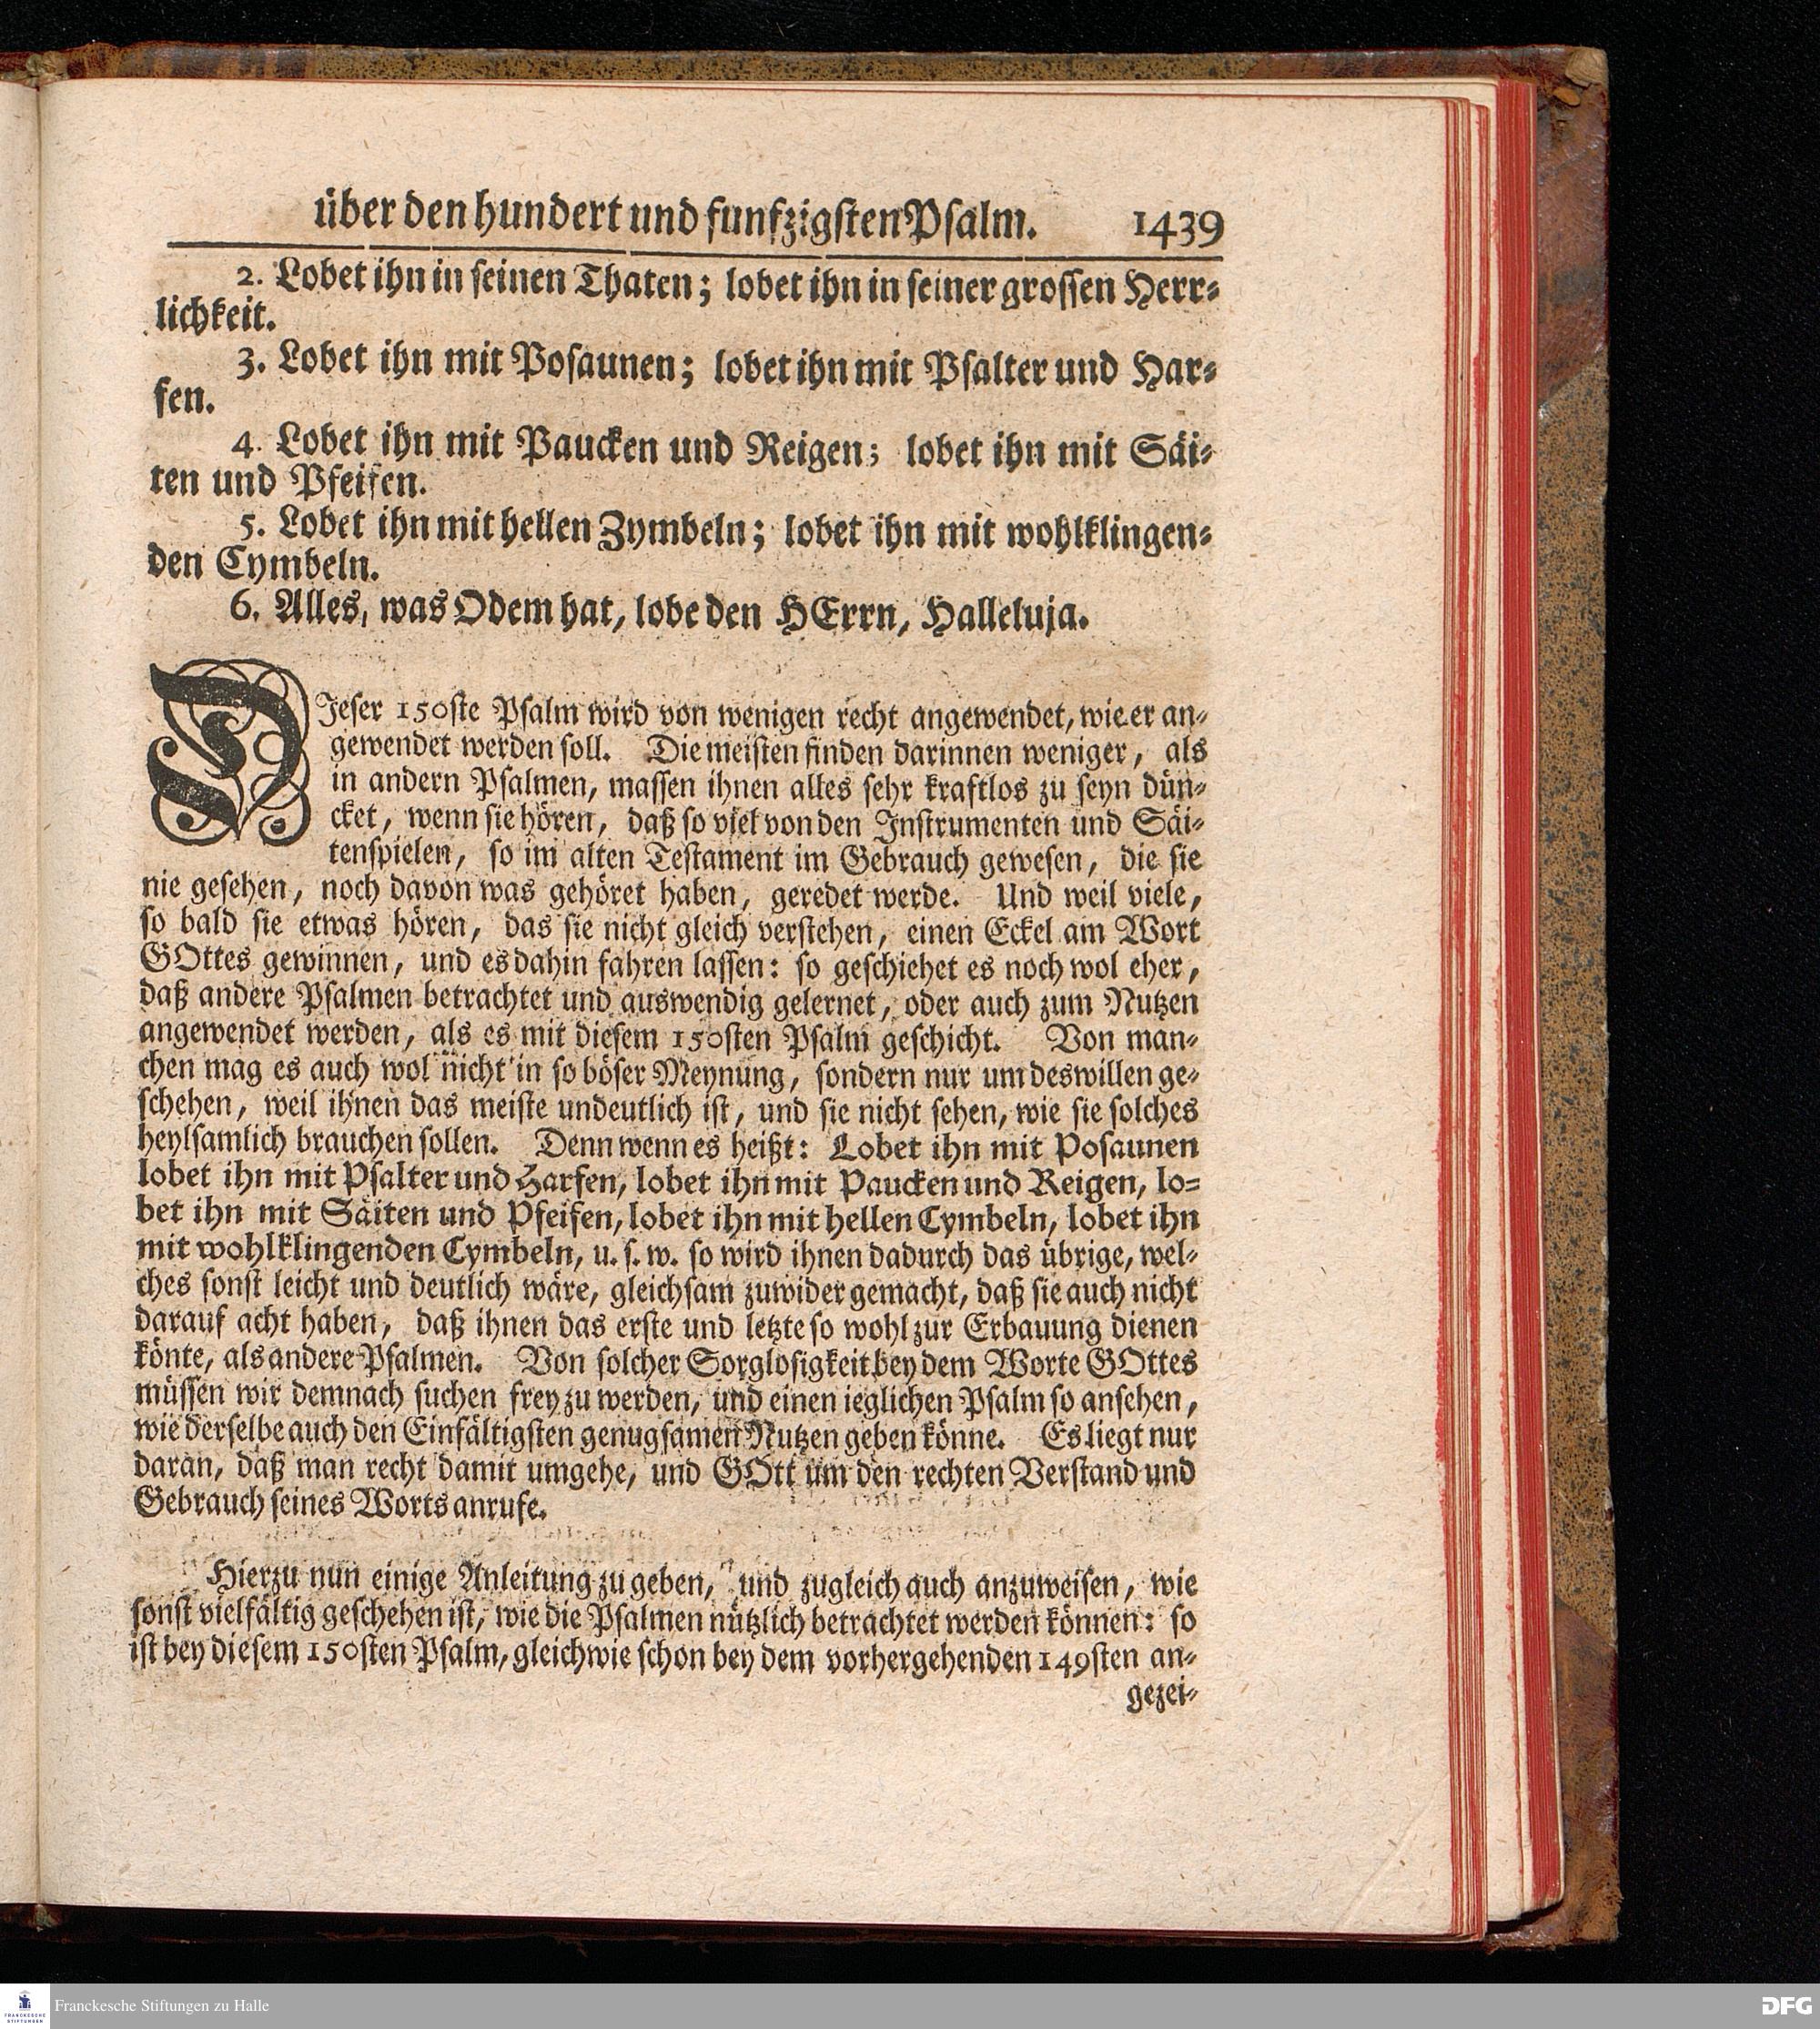 über den hundert und funfzigsten Psalm. 1439
2. Lobet ihn in seinen Thaten; lobet ihn in seiner grossen Herr-
lichkeit.
3. Lobet ihn mit Posaunen; lobet ihn mit Psalter und Har-
fen.
4. Lobet ihn mit Paucken und Reigen; lobet ihn mit Säi-
ten und Pfeifen.
5. Lobet ihn mit hellen Zymbeln; lobet ihn mit wohlklingen-
den Cymbeln.
6. Alles, was Odem hat, lobe den HErrn, Halleluja.
DIeser 150ste Psalm wird von wenigen recht angewendet, wie er an-
gewendet werden soll. Die meisten finden darinnen weniger, als
in andern Psalmen, massen ihnen alles sehr kraftlos zu seyn dün-
cket, wenn sie hören, daß so viel von den Instrumenten und Säi-
tenspielen, so im alten Testament im Gebrauch gewesen, die sie
nie gesehen, noch davon was gehöret haben, geredet werde. Und weil viele,
so bald sie etwas hören, das sie nicht gleich verstehen, einen Eckel am Wort
GOttes gewinnen, und es dahin fahren lassen: so geschiehet es noch wol eher,
daß andere Psalmen betrachtet und auswendig gelernet, oder auch zum Nutzen
angewendet werden, als es mit diesem 150sten Psalm geschicht. Von man-
chen mag es auch wol nicht in so böser Meynung, sondern nur um deswillen ge-
schehen, weil ihnen das meiste undeutlich ist, und sie nicht sehen, wie sie solches
heylsamlich brauchen sollen. Denn wenn es heißt: Lobet ihn mit Posaunen
lobet ihn mit Psalter und Harfen, lobet ihn mit Paucken und Reigen, lo-
bet ihn mit Säiten und Pfeifen, lobet ihn mit hellen Cymbeln, lobet ihn
mit wohlklingenden Cymbeln, u. s. w. so wird ihnen dadurch das übrige, wel-
ches sonst leicht und deutlich wäre, gleichsam zuwider gemacht, daß sie auch nicht
darauf acht haben, daß ihnen das erste und letzte so wohl zur Erbauung dienen
könte, als andere Psalmen. Von solcher Sorglosigkeit bey dem Worte GOttes
müssen wir demnach suchen frey zu werden, und einen ieglichen Psalm so ansehen,
wie derselbe auch den Einfältigsten genugsamen Nutzen geben könne. Es liegt nur
daran, daß man recht damit umgehe, und GOtt um den rechten Verstand und
Gebrauch seines Worts anrufe.
Hierzu nun einige Anleitung zu geben, und zugleich auch anzuweisen, wie
sonst vielfältig geschehen ist, wie die Psalmen nützlich betrachtet werden können: so
ist bey diesem 150sten Psalm, gleichwie schon bey dem vorhergehenden 149sten an-
gezei-
FRANCKESCHE
STIFTUNGEN
Franckesche Stiftungen zu Halle
DFG